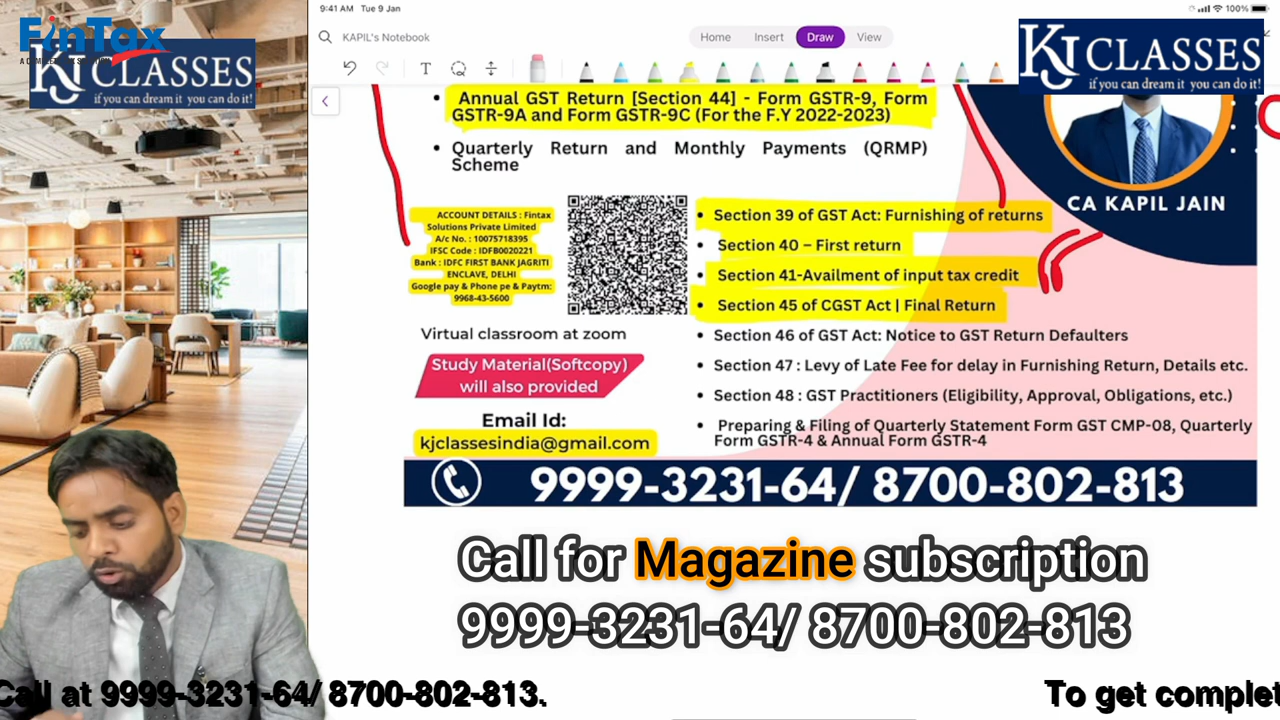 9:41 AM Tue 9 Jan
100%
KAPIL's Notebook
Home Insert Draw View
FinTax
KJ CLASSES
if you can dream it you can do it!
KJ CLASSES
if you can dream it you can do it!
• Annual GST Return [Section 44] - Form GSTR-9, Form
GSTR-9A and Form GSTR-9C (For the F.Y 2022-2023)
• Quarterly Return and Monthly Payments (QRMP)
Scheme
CA KAPIL JAIN
ACCOUNT DETAILS : Fintax
Solutions Private Limited
A/c No. : 10075718395
IFSC Code : IDFB0020221
Bank : IDFC FIRST BANK JAGRITI
ENCLAVE, DELHI
Google pay & Phone pe & Paytm:
9968-43-5600
Virtual classroom at zoom
Study Material(Softcopy)
will also provided
Email Id:
kjclassesindia@gmail.com
• Section 39 of GST Act: Furnishing of returns
• Section 40 – First return
• Section 41-Availment of input tax credit
• Section 45 of CGST Act | Final Return
• Section 46 of GST Act: Notice to GST Return Defaulters
• Section 47 : Levy of Late Fee for delay in Furnishing Return, Details etc.
• Section 48 : GST Practitioners (Eligibility, Approval, Obligations, etc.)
• Preparing & Filing of Quarterly Statement Form GST CMP-08, Quarterly
Form GSTR-4 & Annual Form GSTR-4
9999-3231-64/ 8700-802-813
Call for Magazine subscription
9999-3231-64/ 8700-802-813
Call at 9999-3231-64/ 8700-802-813.
To get complet